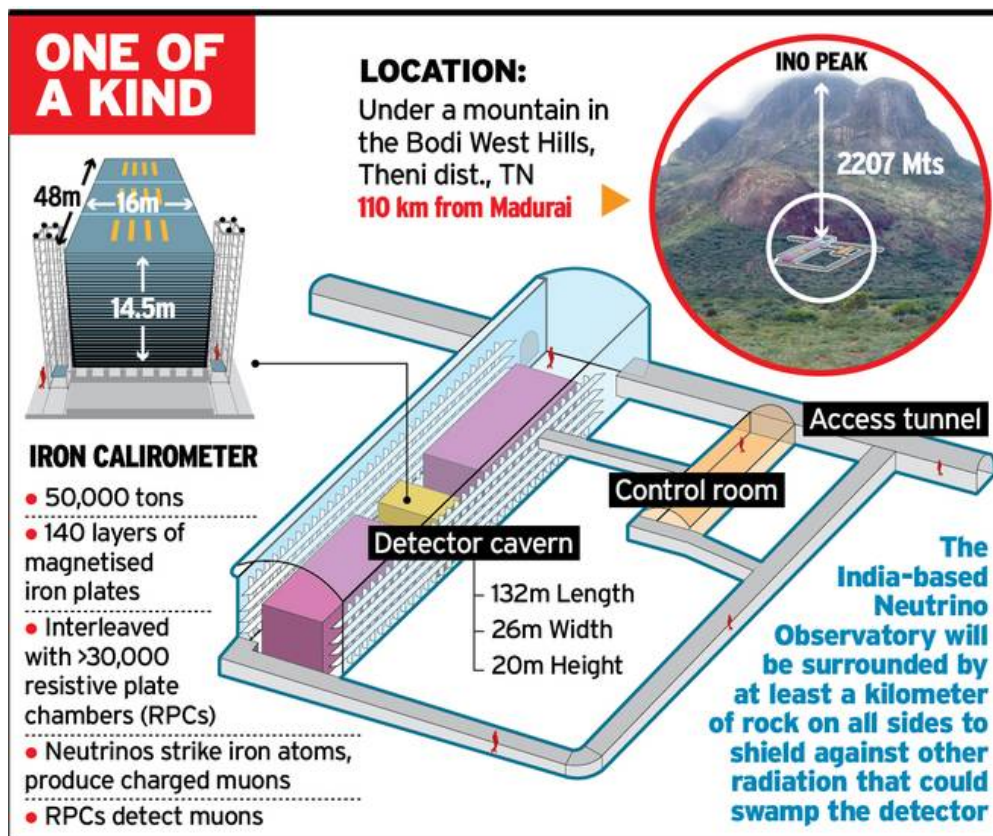 ONE OF
A KIND
48m
16m
14.5m
LOCATION:
Under a mountain in
the Bodi West Hills,
Theni dist., TN
110 km from Madurai
INO PEAK
2207 Mts
IRON CALIROMETER
50,000 tons
140 layers of
magnetised
iron plates
Interleaved
with >30,000
resistive plate
chambers (RPCs)
Neutrinos strike iron atoms,
produce charged muons
RPCs detect muons
Access tunnel
Control room
Detector cavern
132m Length
26m Width
20m Height
The
India-based
Neutrino
Observatory will
be surrounded by
at least a kilometer
of rock on all sides to
shield against other
radiation that could
swamp the detector